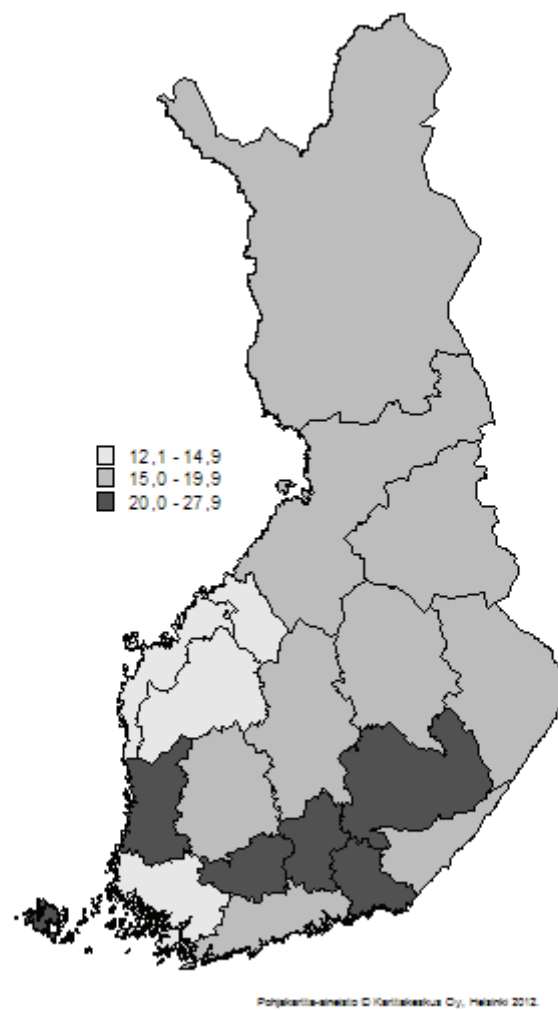 12,1 - 14,9
15,0 - 19,9
20,0 - 27,9
Pohjakartta-aineisto © Karttakeskus Oy, Helsinki 2012.